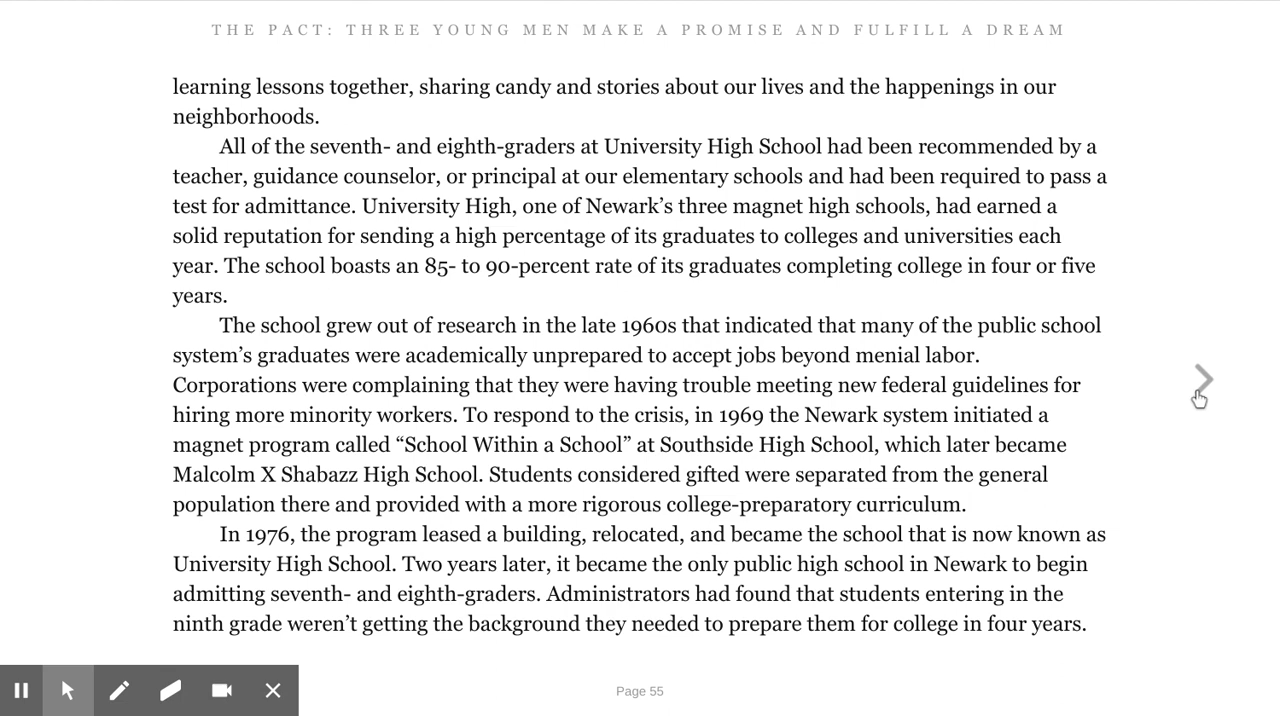 THE PACT: THREE YOUNG MEN MAKE A PROMISE AND FULFILL A DREAM
learning lessons together, sharing candy and stories about our lives and the happenings in our
neighborhoods.
All of the seventh- and eighth-graders at University High School had been recommended by a
teacher, guidance counselor, or principal at our elementary schools and had been required to pass a
test for admittance. University High, one of Newark’s three magnet high schools, had earned a
solid reputation for sending a high percentage of its graduates to colleges and universities each
year. The school boasts an 85- to 90-percent rate of its graduates completing college in four or five
years.
The school grew out of research in the late 1960s that indicated that many of the public school
system’s graduates were academically unprepared to accept jobs beyond menial labor.
Corporations were complaining that they were having trouble meeting new federal guidelines for
hiring more minority workers. To respond to the crisis, in 1969 the Newark system initiated a
magnet program called “School Within a School” at Southside High School, which later became
Malcolm X Shabazz High School. Students considered gifted were separated from the general
population there and provided with a more rigorous college-preparatory curriculum.
In 1976, the program leased a building, relocated, and became the school that is now known as
University High School. Two years later, it became the only public high school in Newark to begin
admitting seventh- and eighth-graders. Administrators had found that students entering in the
ninth grade weren’t getting the background they needed to prepare them for college in four years.
Page 55